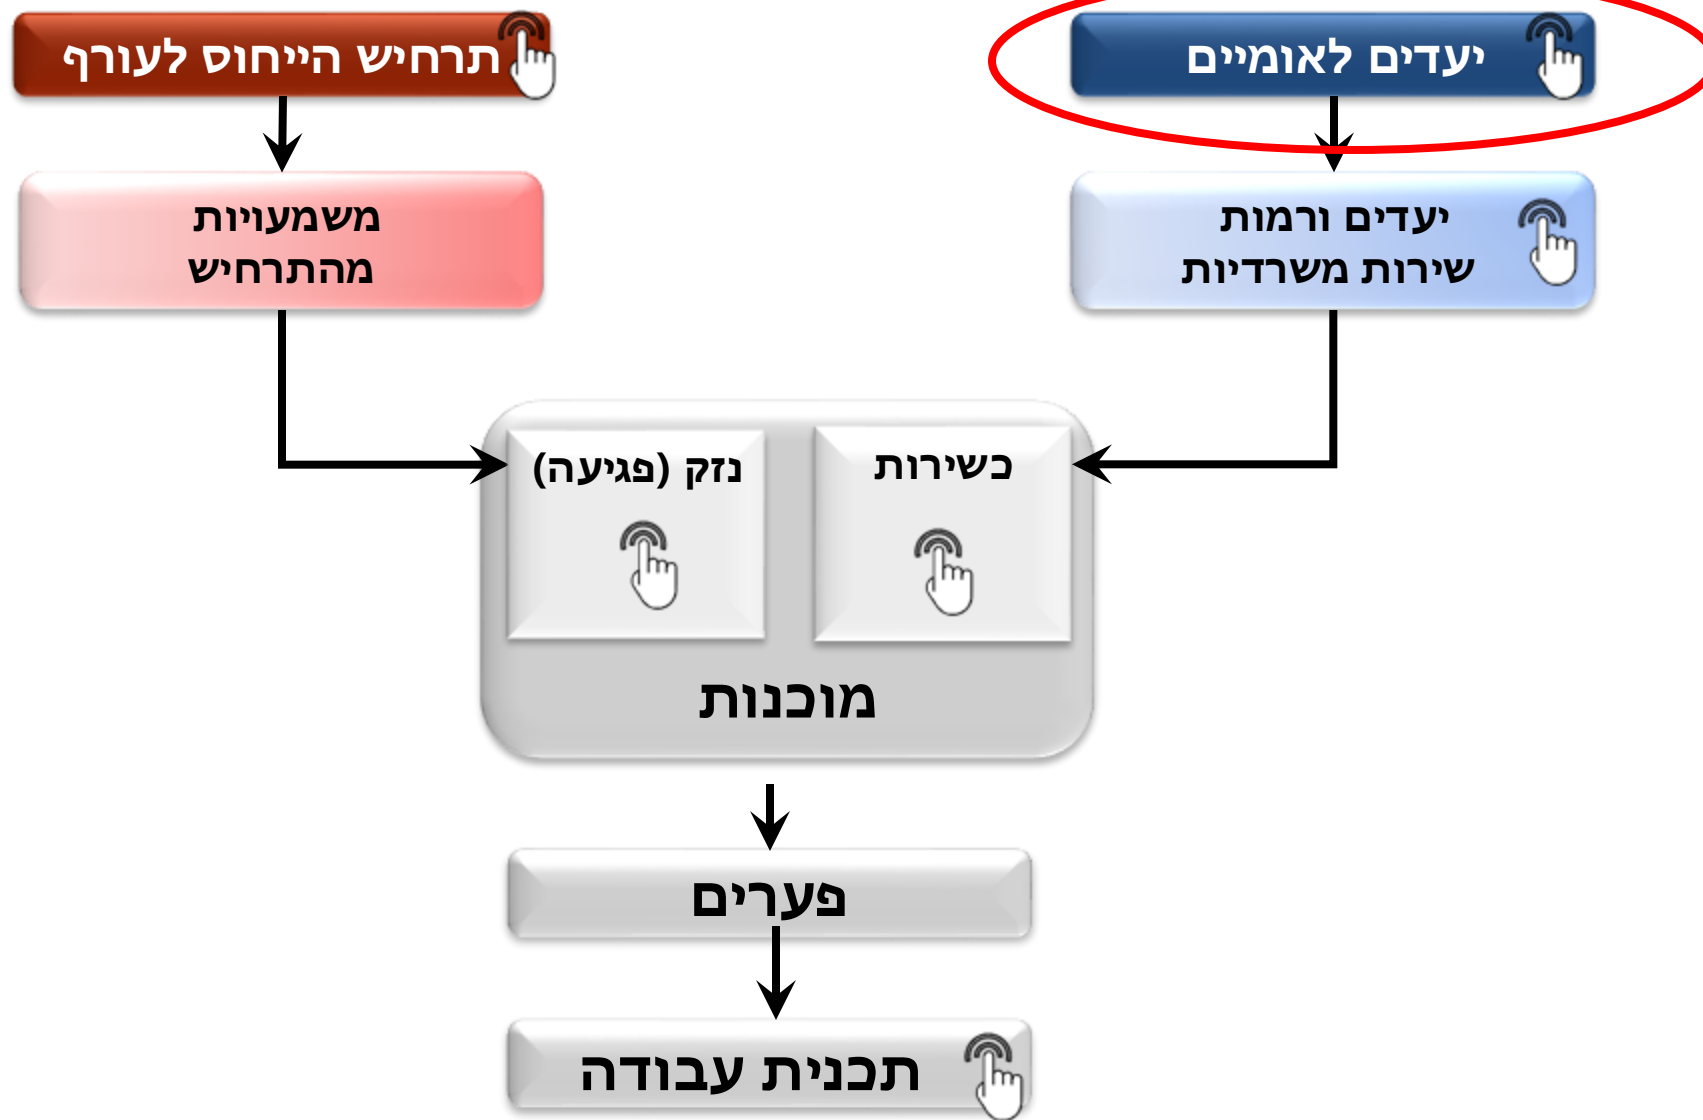 יעדים לאומיים
תרחיש הייחוס לעורף
יעדים ורמות
שירות משרדיות
משמעויות
מהתרחיש
כשירות
נזק (פגיעה)
מוכנות
פערים
תכנית עבודה